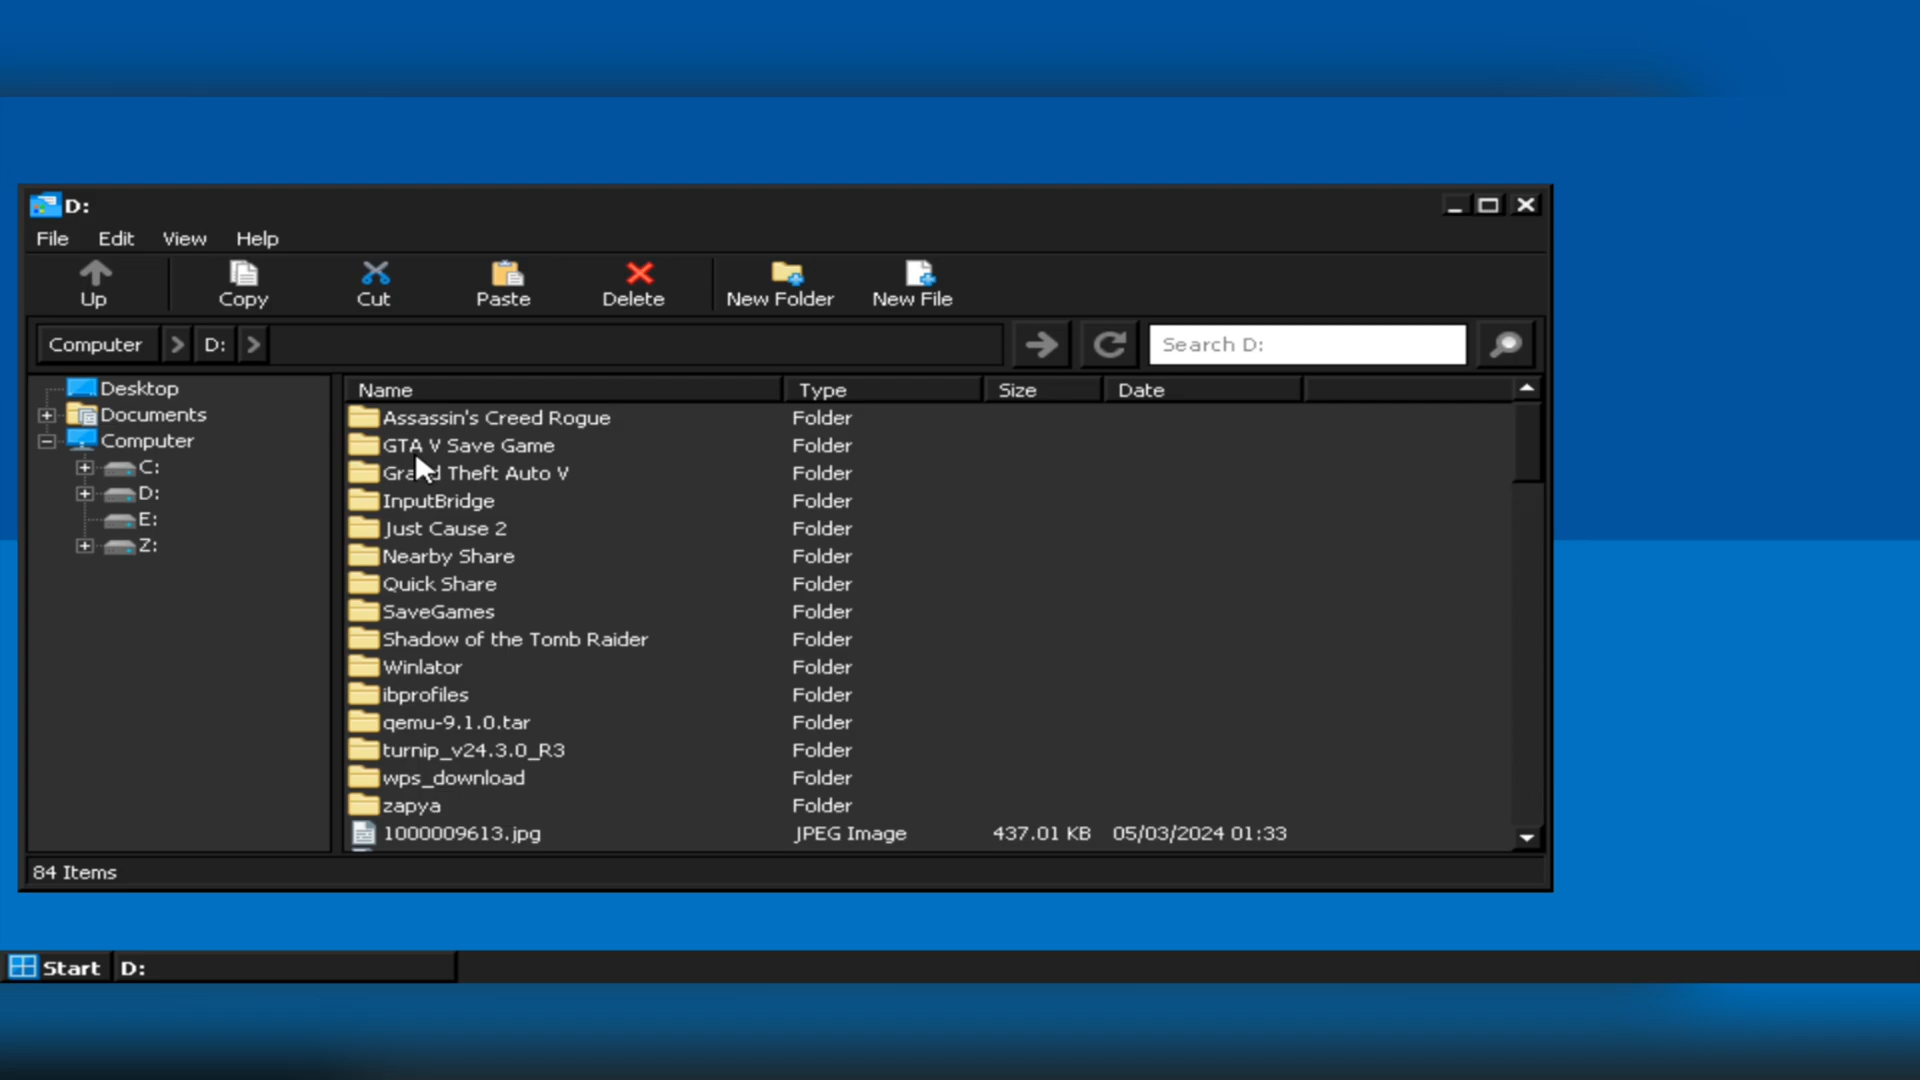 D:
File Edit View Help
Up Copy Cut Paste Delete New Folder New File
Computer D: Search D:
Desktop
Documents
Computer
C:
D:
E:
Z:
Name Type Size Date
Assassin's Creed Rogue Folder
GTA V Save Game Folder
Grand Theft Auto V Folder
InputBridge Folder
Just Cause 2 Folder
Nearby Share Folder
Quick Share Folder
SaveGames Folder
Shadow of the Tomb Raider Folder
Winlator Folder
ibprofiles Folder
qemu-9.1.0.tar Folder
turnip_v24.3.0_R3 Folder
wps_download Folder
zapya Folder
1000009613.jpg JPEG Image 437.01 KB 05/03/2024 01:33
84 Items
Start D: